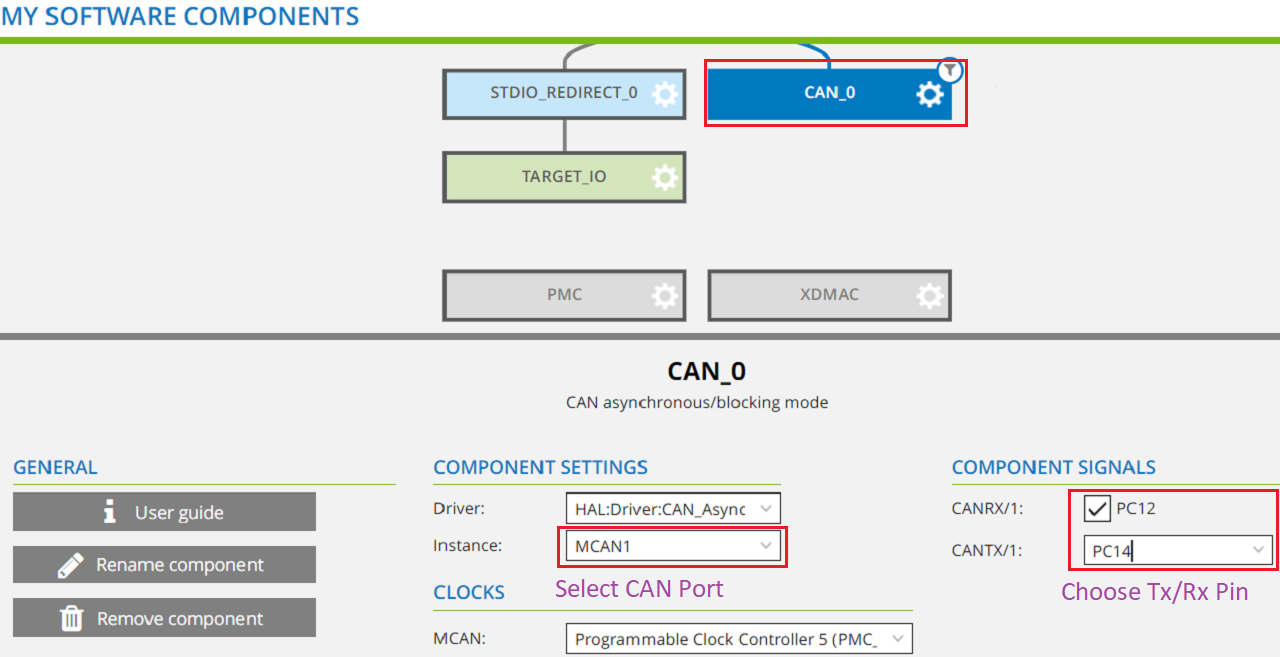 MY SOFTWARE COMPONENTS
STDIO_REDIRECT_0
CAN_0
TARGET_IO
PMC
XDMAC
CAN_0
CAN asynchronous/blocking mode
GENERAL
User guide
Rename component
Remove component
COMPONENT SETTINGS
Driver: HAL:Driver:CAN_Async
Instance: MCAN1
Select CAN Port
CLOCKS
MCAN: Programmable Clock Controller 5 (PMC_
COMPONENT SIGNALS
CANRX/1: PC12
CANTX/1: PC14
Choose Tx/Rx Pin